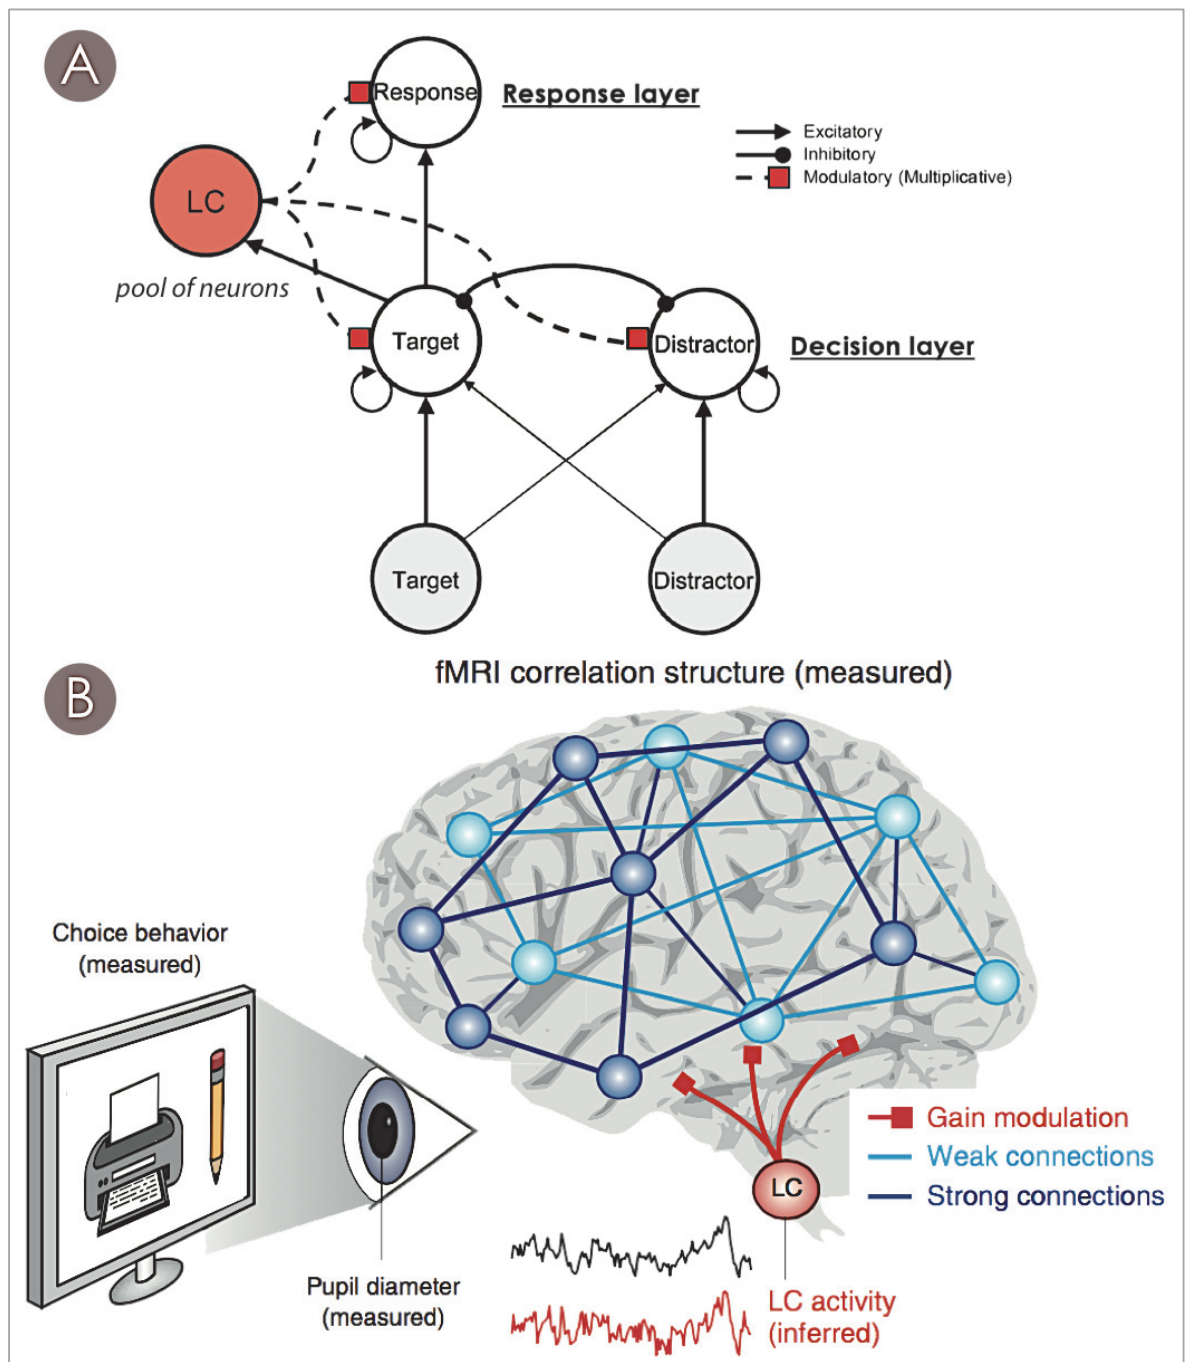 A
Response
Response layer
Excitatory
Inhibitory
Modulatory (Multiplicative)
LC
pool of neurons
Target
Distractor
Decision layer
Target
Distractor
B
fMRI correlation structure (measured)
Choice behavior
(measured)
Pupil diameter
(measured)
LC
Gain modulation
Weak connections
Strong connections
LC activity
(inferred)